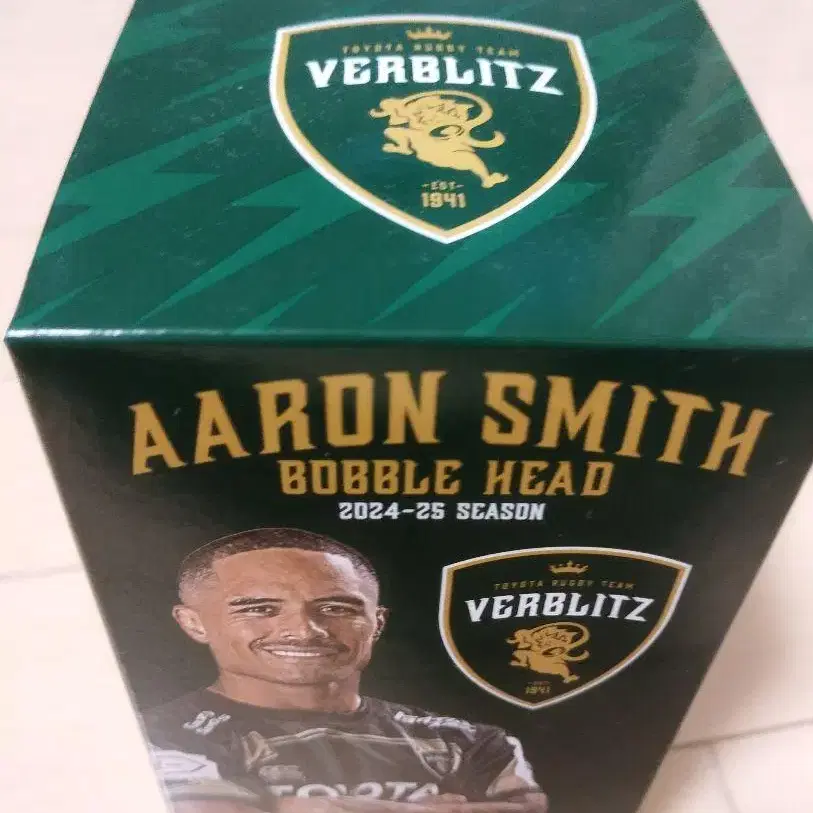 TOYOTA RUGBY TEAM
VERBLITZ
-EST-
1941
AARON SMITH
BOBBLE HEAD
2024-25 SEASON
TOYOTA RUGBY TEAM
VERBLITZ
-EST-
1941
TOYOTA